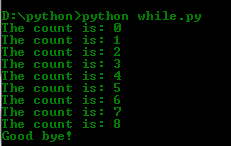 D:\python>python while.py
The count is: 0
The count is: 1
The count is: 2
The count is: 3
The count is: 4
The count is: 5
The count is: 6
The count is: 7
The count is: 8
Good bye!